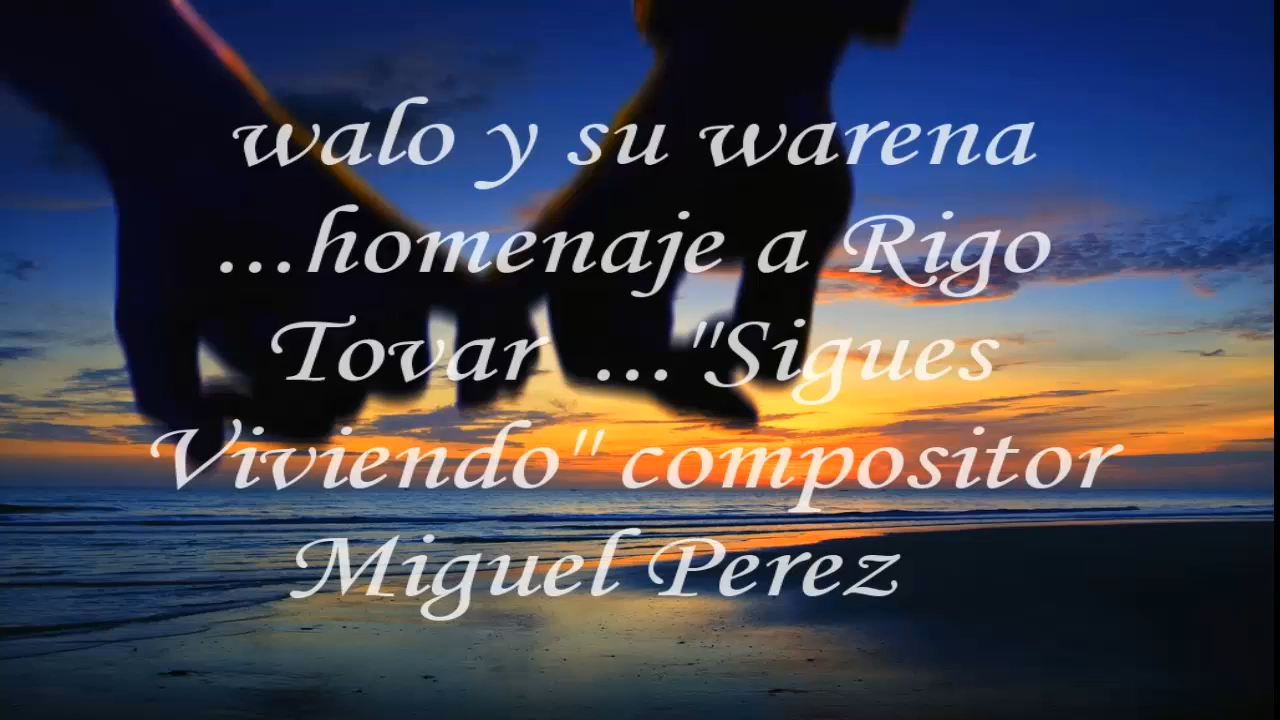 walo y su warena
...homenaje a Rigo
Tovar ... "Sigues
Viviendo" compositor
Miguel Perez